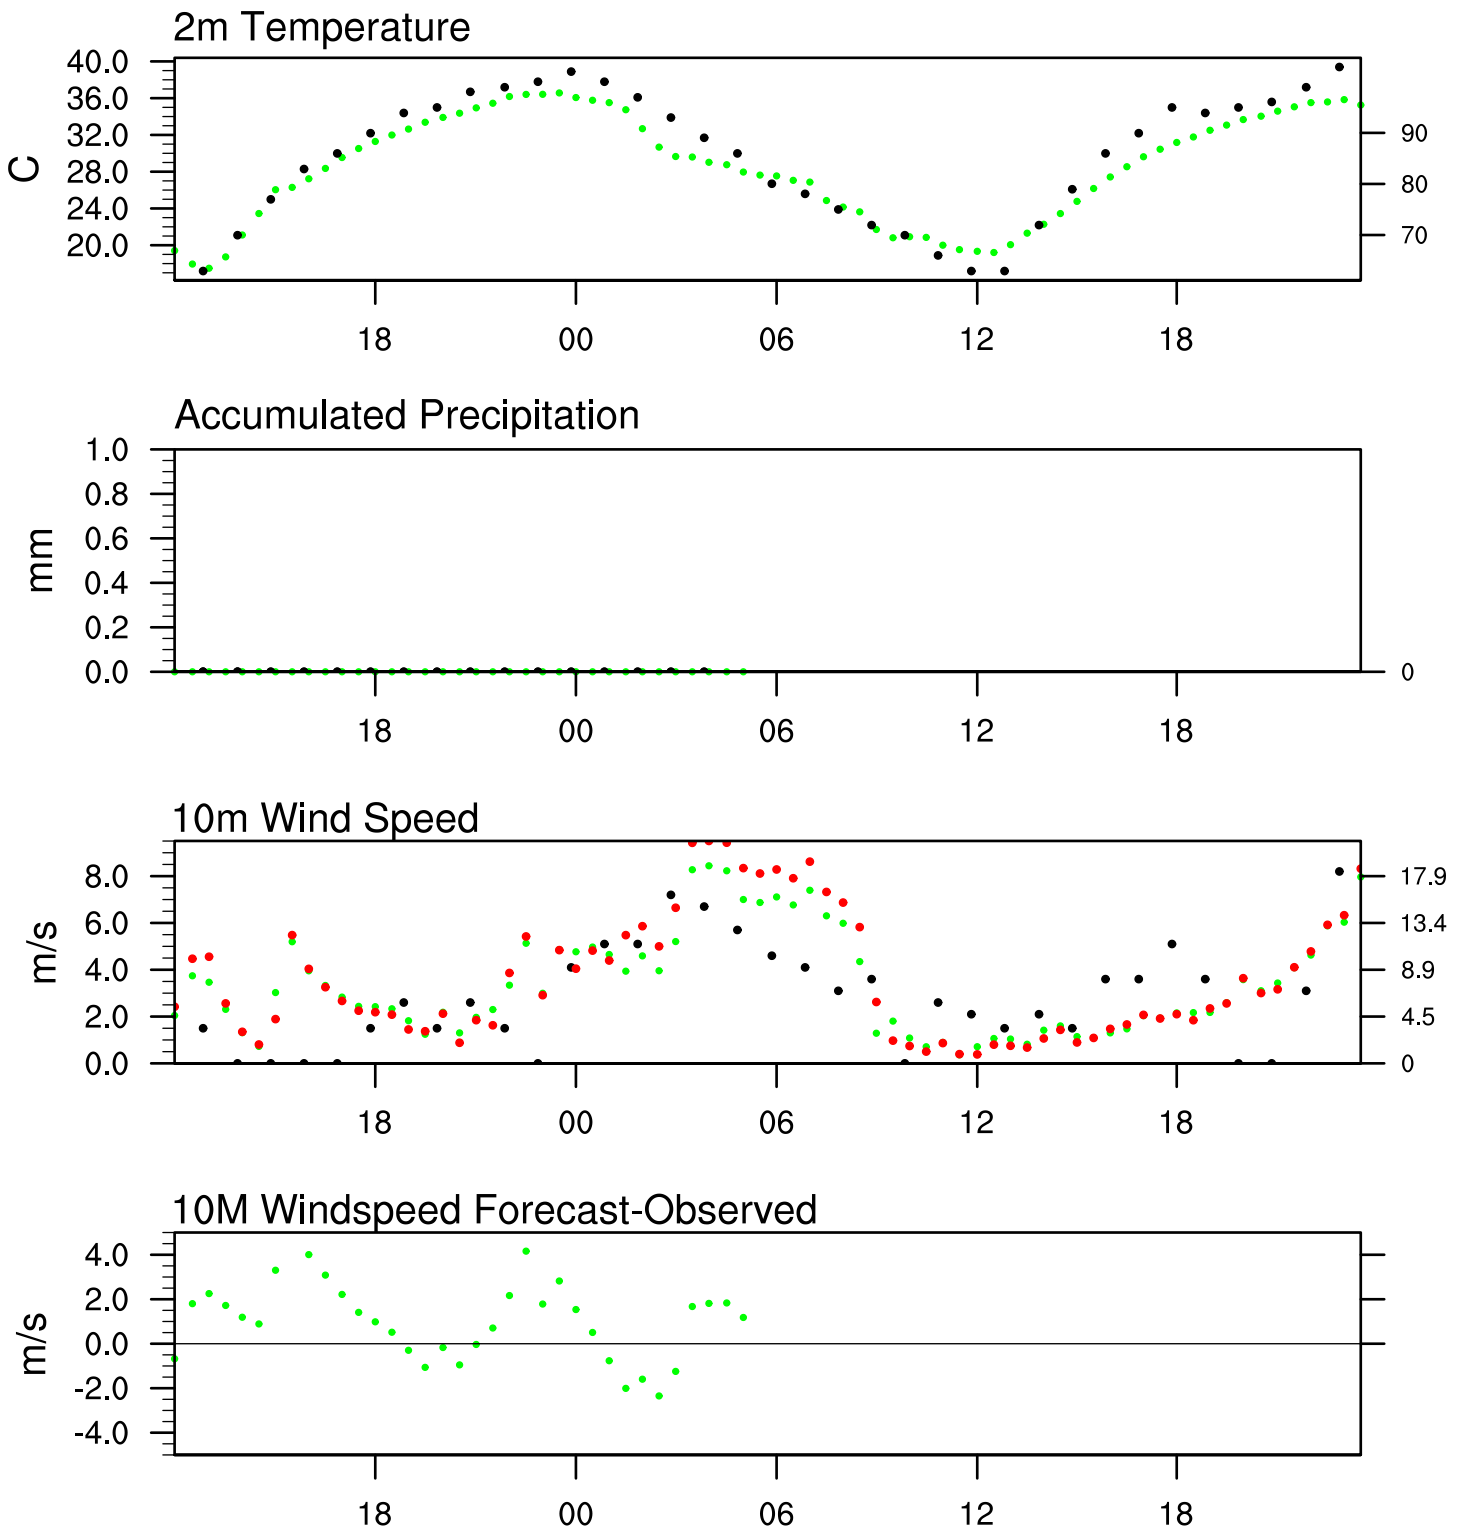 2m Temperature
40.0
36.0
32.0
28.0
24.0
20.0
C
90
80
70
18 00 06 12 18
Accumulated Precipitation
1.0
0.8
0.6
0.4
0.2
0.0
mm
0
18 00 06 12 18
10m Wind Speed
8.0
6.0
4.0
2.0
0.0
m/s
17.9
13.4
8.9
4.5
0
18 00 06 12 18
10M Windspeed Forecast-Observed
4.0
2.0
0.0
-2.0
-4.0
m/s
18 00 06 12 18